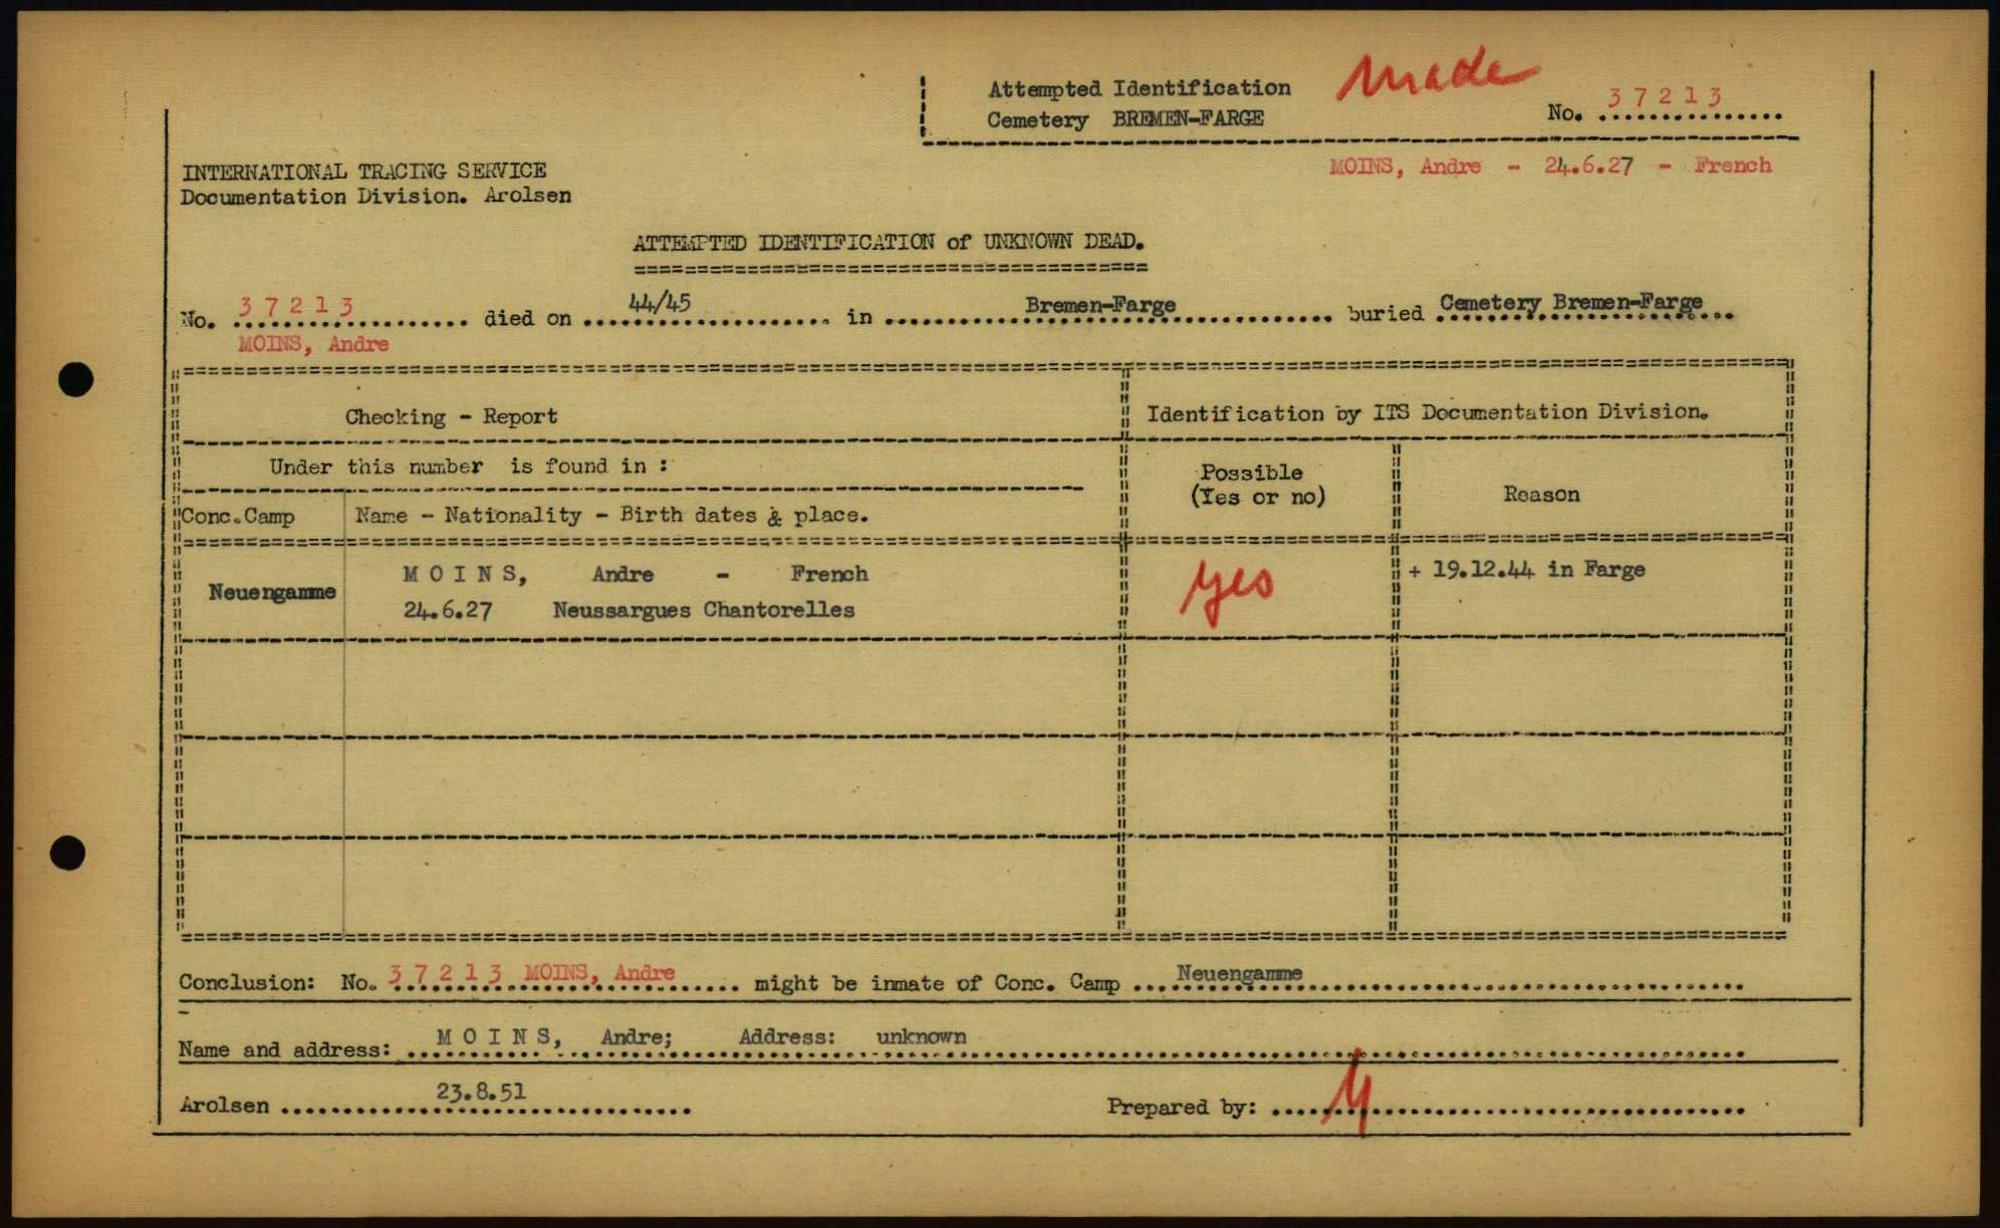 Attempted Identification made
Cemetery BREMEN-FARGE No. 37213
MOINS, Andre - 24.6.27 - French
INTERNATIONAL TRACING SERVICE
Documentation Division. Arolsen
ATTEMPTED IDENTIFICATION of UNKNOWN DEAD.
No. 37213 died on 44/45 in Bremen-Farge buried Cemetery Bremen-Farge
MOINS, Andre
Checking - Report
Identification by ITS Documentation Division.
Under this number is found in :
Possible
(Yes or no)
Reason
Conc.Camp Name - Nationality - Birth dates & place.
Neuengamme
M O I N S, Andre - French
24.6.27 Neussargues Chantorelles
yes
+ 19.12.44 in Farge
Conclusion: No. 37213 MOINS, Andre might be inmate of Conc. Camp Neuengamme
Name and address: M O I N S, Andre; Address: unknown
Arolsen 23.8.51 Prepared by: